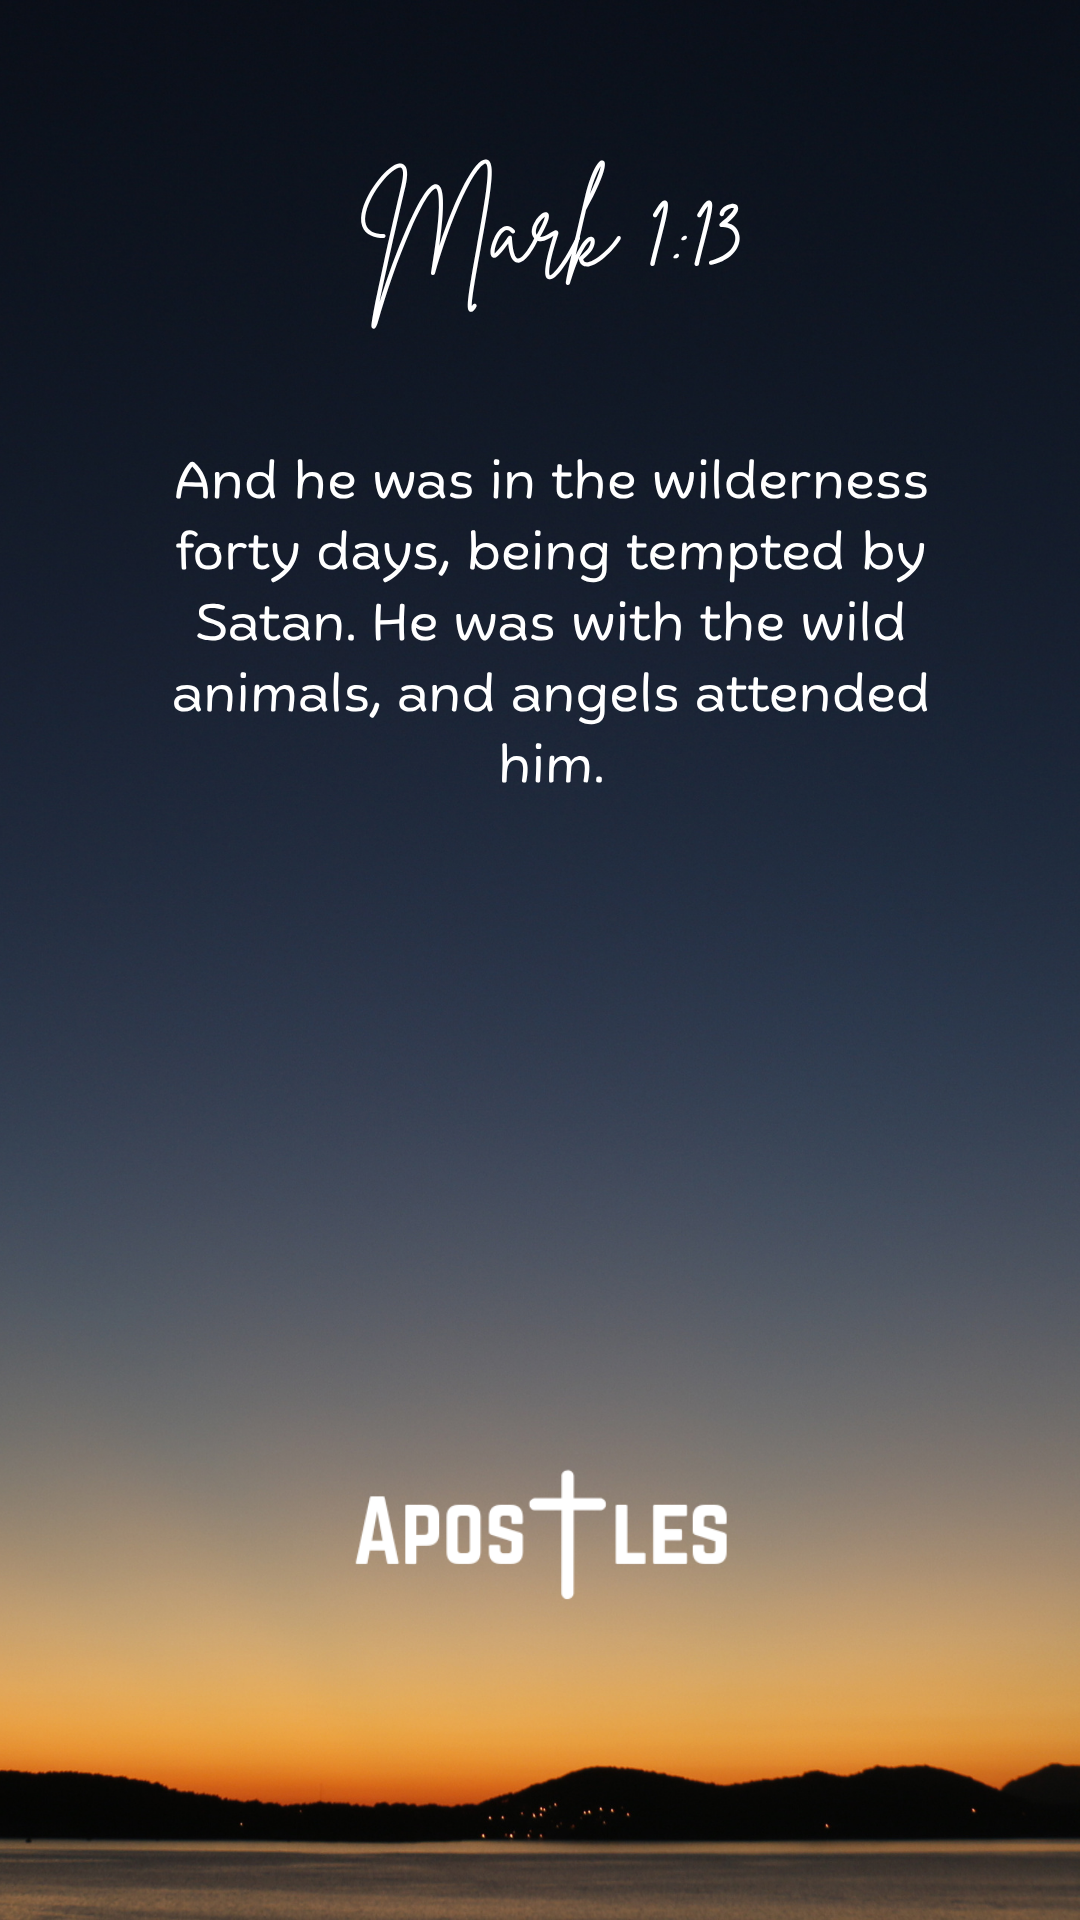 Mark 1:13
And he was in the wilderness
forty days, being tempted by
Satan. He was with the wild
animals, and angels attended
him.
APOSTLES